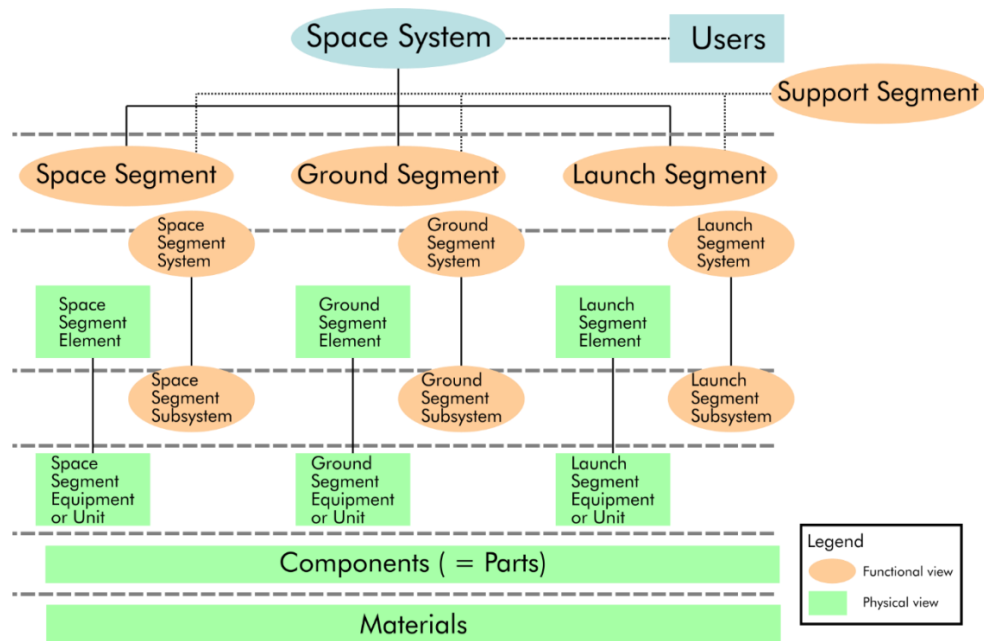 Space System
Users
Support Segment
Space Segment
Ground Segment
Launch Segment
Space
Segment
System
Ground
Segment
System
Launch
Segment
System
Space
Segment
Element
Ground
Segment
Element
Launch
Segment
Element
Space
Segment
Subsystem
Ground
Segment
Subsystem
Launch
Segment
Subsystem
Space
Segment
Equipment
or Unit
Ground
Segment
Equipment
or Unit
Launch
Segment
Equipment
or Unit
Components ( = Parts)
Materials
Legend
Functional view
Physical view